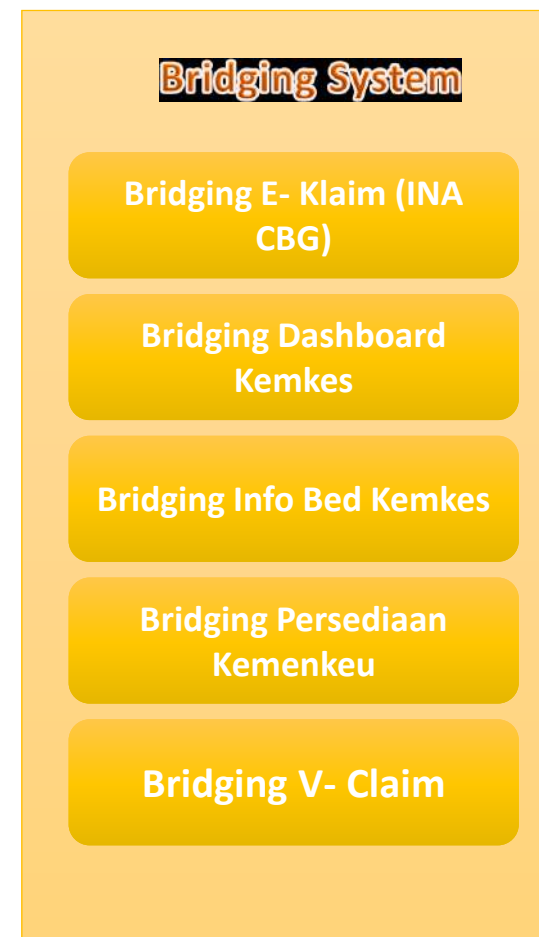 Bridging System
Bridging E- Klaim (INA
CBG)
Bridging Dashboard
Kemkes
Bridging Info Bed Kemkes
Bridging Persediaan
Kemenkeu
Bridging V- Claim